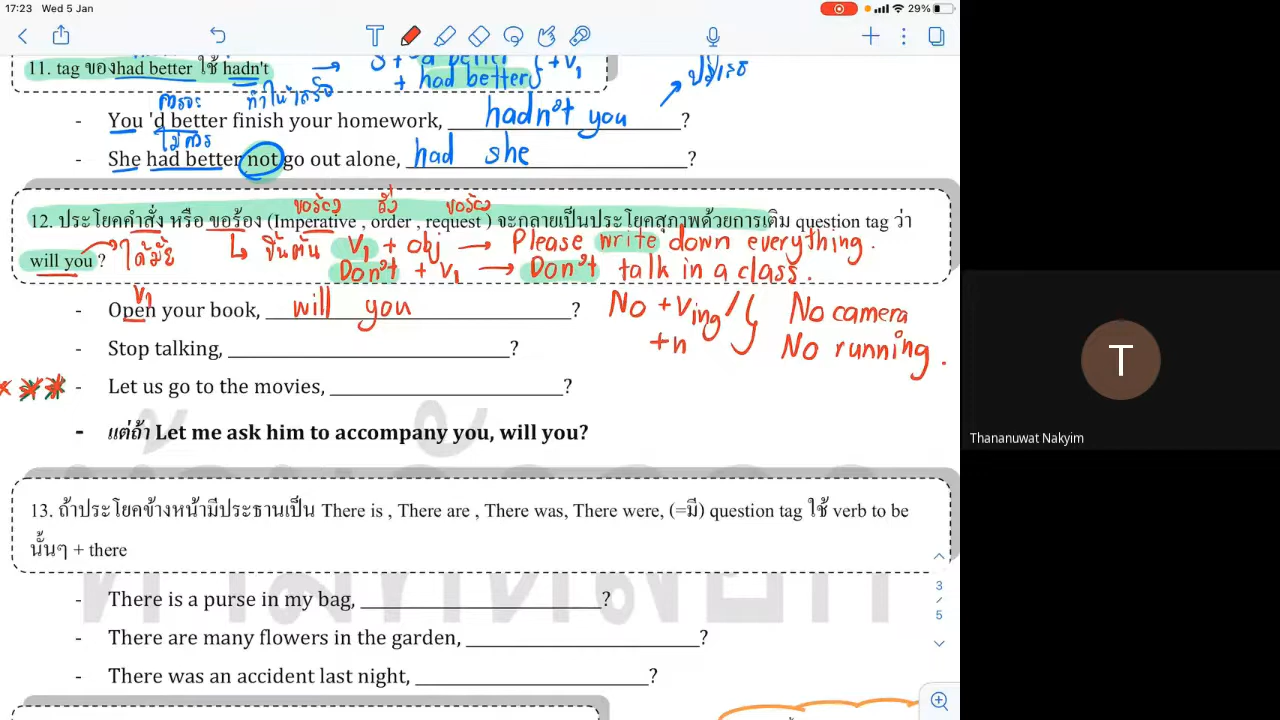 17:23 Wed 5 Jan
29%
11. tag ของhad better ใช้ hadn't
+ had better
+ V1
ควรจะ
ปฏิเสธ
You 'd better finish your homework, hadn't you ?
ไม่ควร
- She had better not go out alone, had she ?
ขอร้อง สั่ง ขอร้อง
12. ประโยคคำสั่ง หรือ ขอร้อง (Imperative , order , request ) จะกลายเป็นประโยคสุภาพด้วยการเติม question tag ว่า
ขึ้นต้น V1 + obj → Please write down everything.
will you ? ได้มั้ย
Don't + V1 → Don't talk in a class.
V1
- Open your book, will you ?
No + Ving / No camera
+n No running.
- Stop talking, ?
- Let us go to the movies, ?
- แต่ถ้า Let me ask him to accompany you, will you?
13. ถ้าประโยคข้างหน้ามีประธานเป็น There is , There are , There was, There were, (=มี) question tag ใช้ verb to be
นั้นๆ + there
- There is a purse in my bag, ?
- There are many flowers in the garden, ?
- There was an accident last night, ?
3
/
5
T
Thananuwat Nakyim